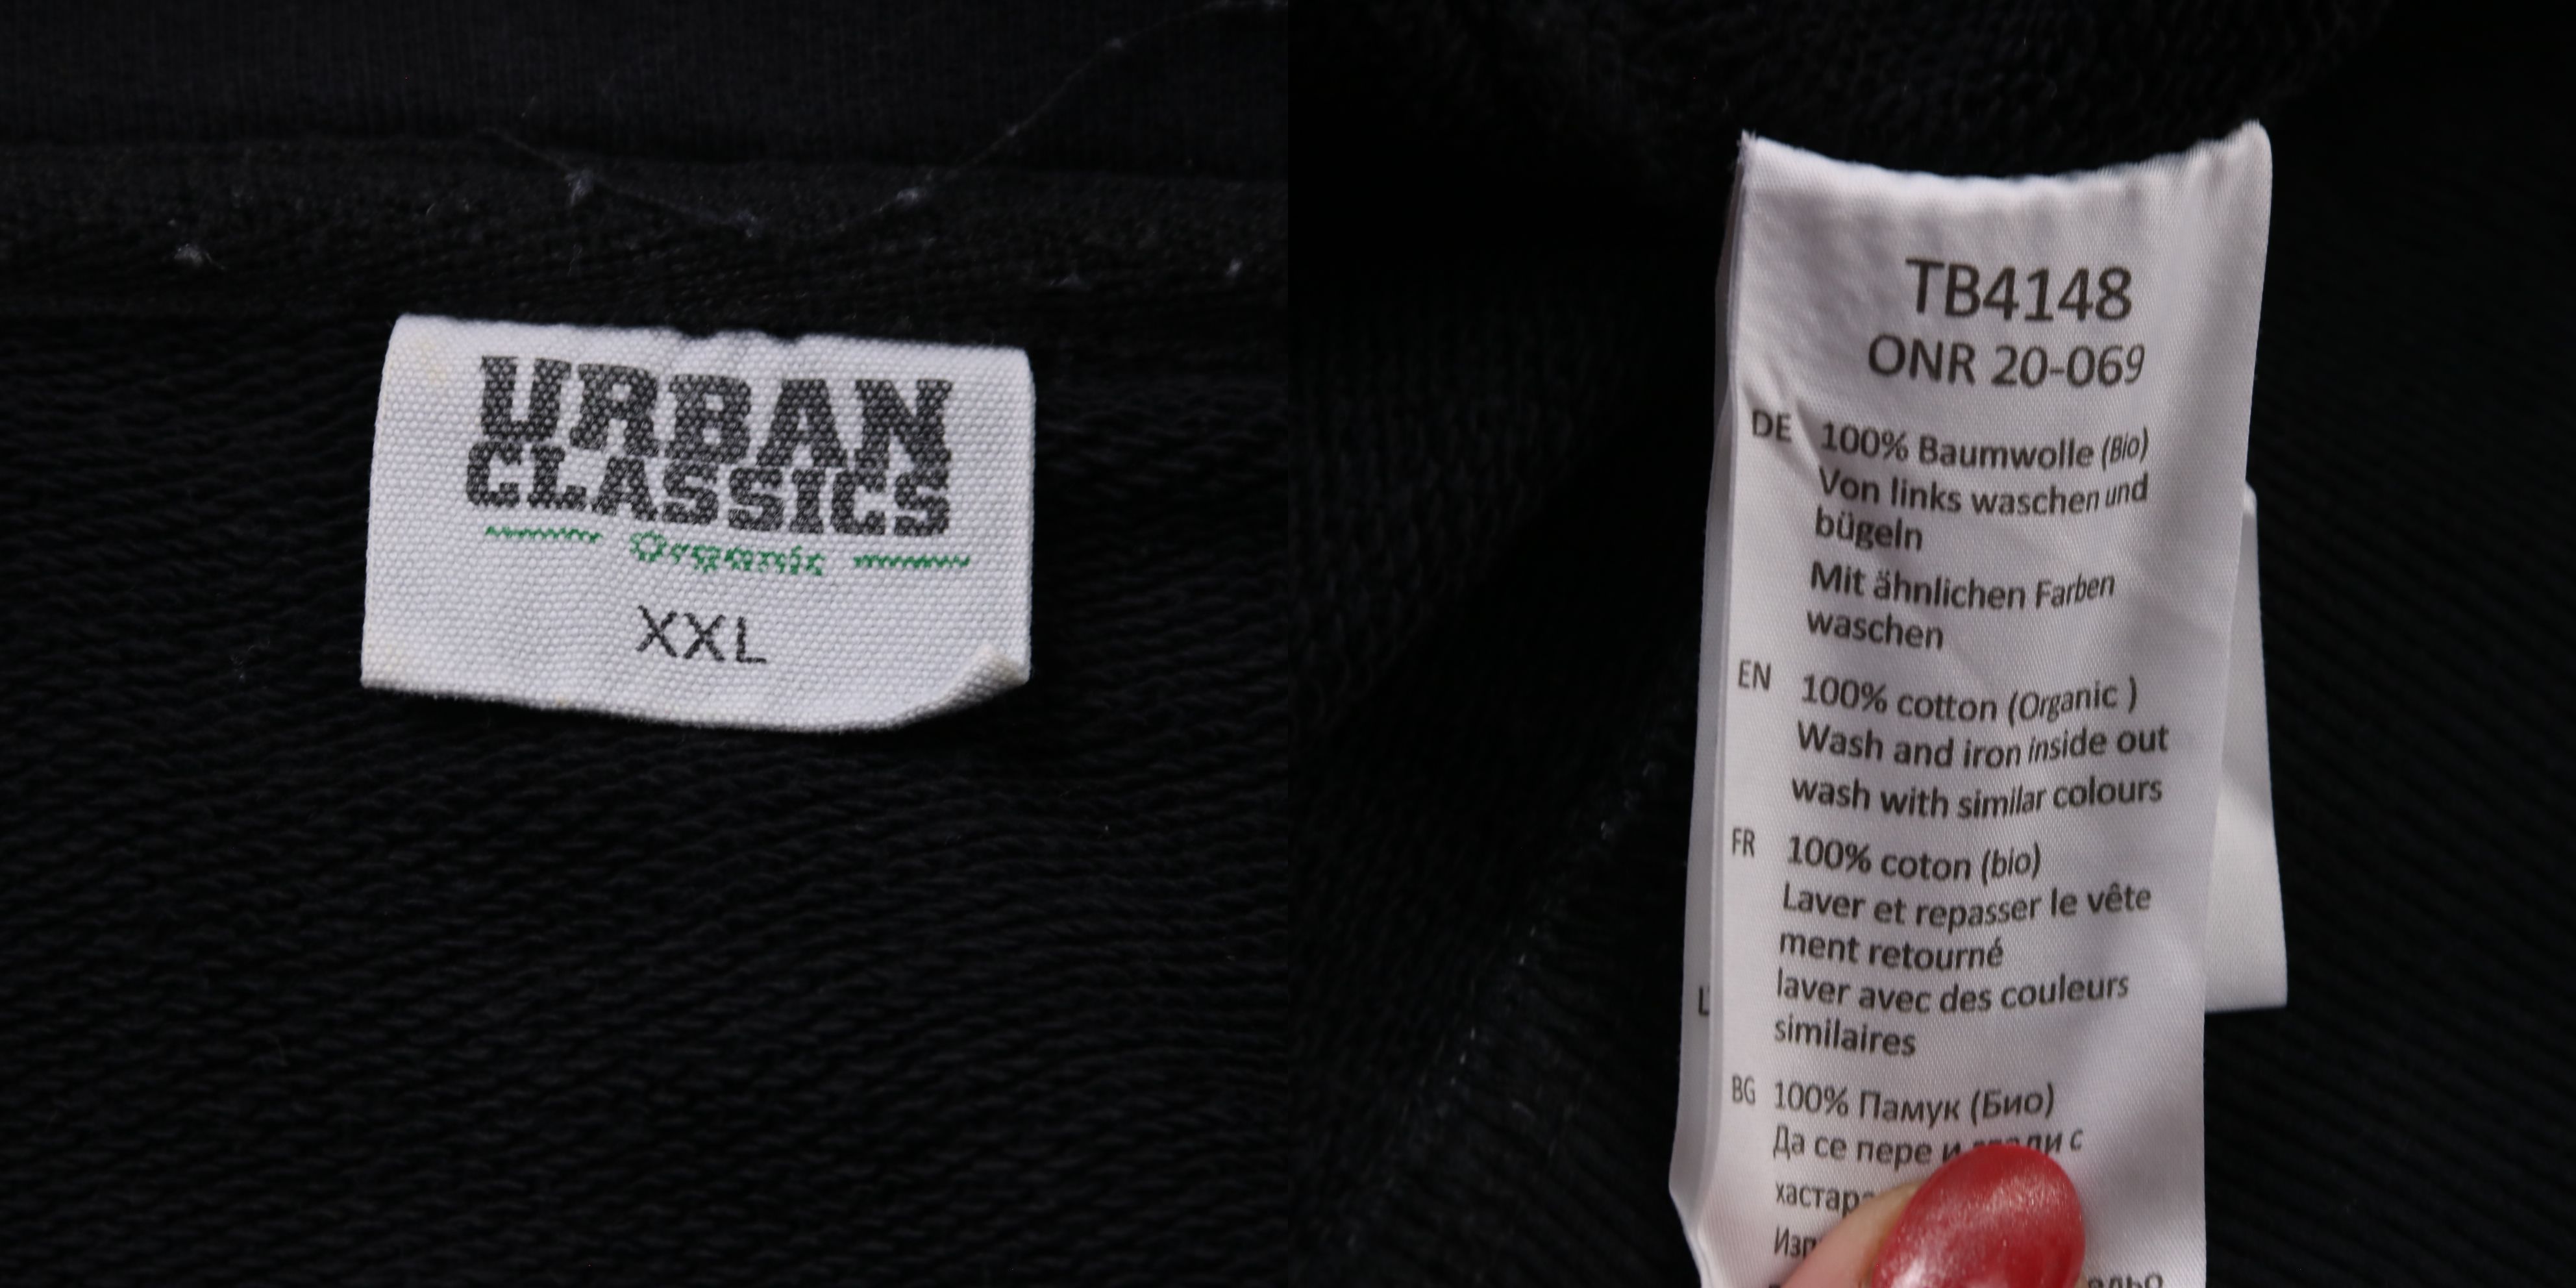 URBAN
CLASSICS
Organic
XXL
TB4148
ONR 20-069
DE 100% Baumwolle (Bio)
Von links waschen und
bügeln
Mit ähnlichen Farben
waschen
EN 100% cotton (Organic )
Wash and iron inside out
wash with similar colours
FR 100% coton (bio)
Laver et repasser le vête
ment retourné
laver avec des couleurs
similaires
BG 100% Памук (Био)
Да се пере и с